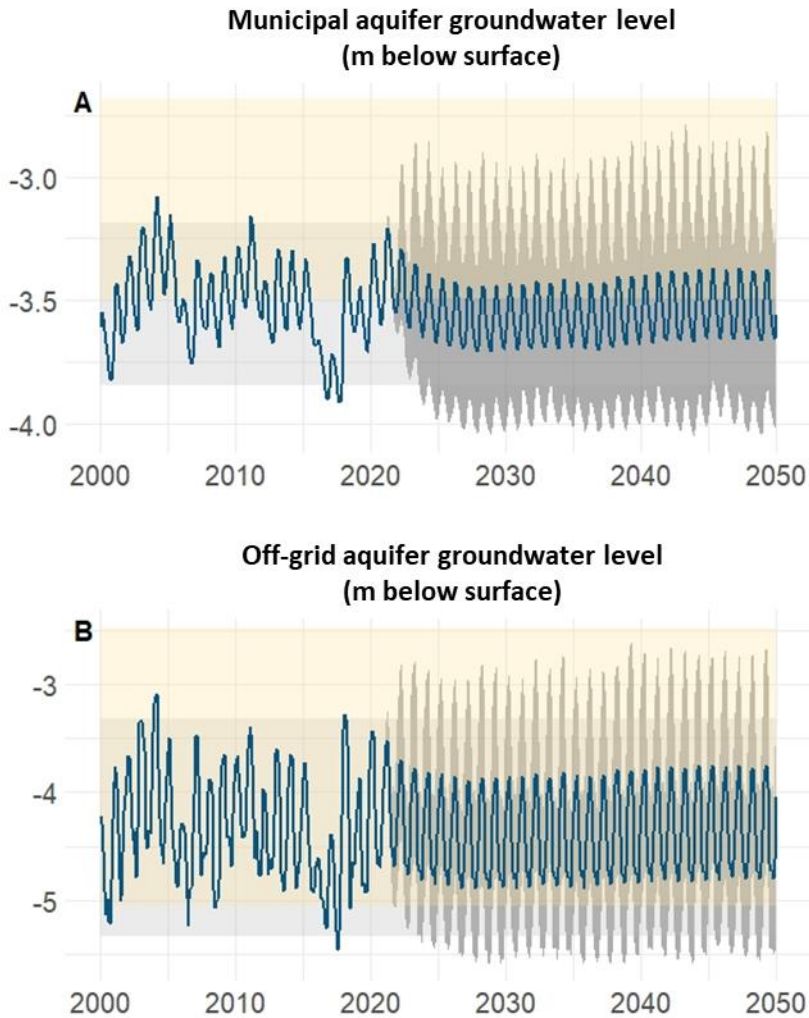 Municipal aquifer groundwater level
(m below surface)
A
-3.0
-3.5
-4.0
2000 2010 2020 2030 2040 2050
Off-grid aquifer groundwater level
(m below surface)
B
-3
-4
-5
2000 2010 2020 2030 2040 2050